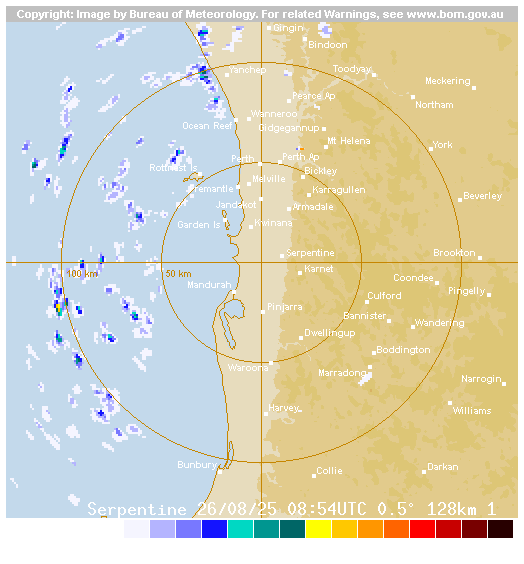 Copyright: Image by Bureau of Meteorology. For related Warnings, see www.bom.gov.au
Gingin
Bindoon
Yanchep
Toodyay
Meckering
Pearce Ap
Northam
Wanneroo
Ocean Reef
Gidgegannup
Mt Helena
York
Perth
Perth Ap
Rottnest Is
Bickley
Melville
Fremantle
Karragullen
Beverley
Jandakot
Armadale
Garden Is
Kwinana
Serpentine
Brookton
100 km
50 km
Karnet
Mandurah
Coondee
Pingelly
Culford
Pinjarra
Bannister
Wandering
Dwellingup
Boddington
Waroona
Marradong
Narrogin
Harvey
Williams
Bunbury
Collie
Darkan
Serpentine 26/08/25 08:54UTC 0.5° 128km 1